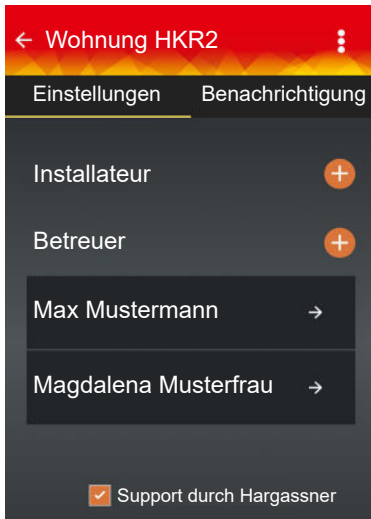 Wohnung HKR2
Einstellungen Benachrichtigung
Installateur
Betreuer
Max Mustermann
Magdalena Musterfrau
Support durch Hargassner